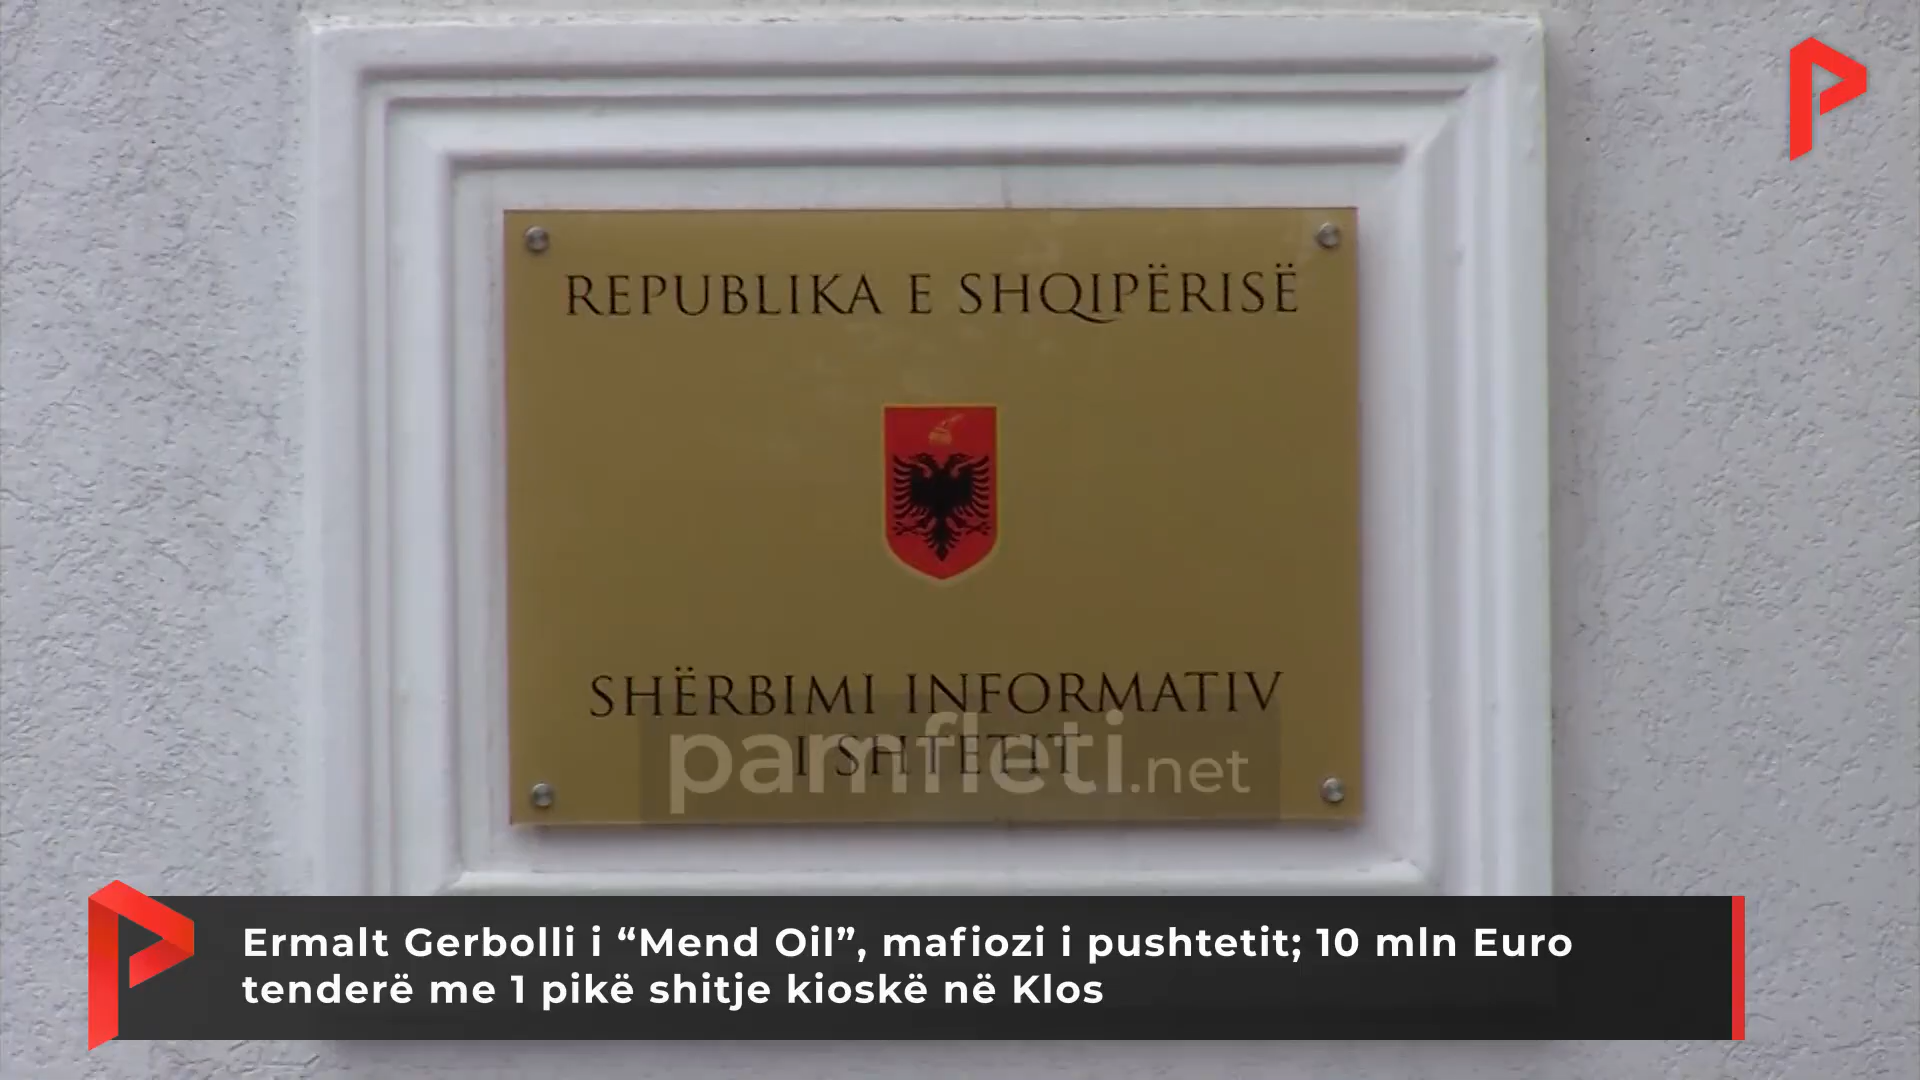 REPUBLIKA E SHQIPËRISË
SHËRBIMI INFORMATIV
I SHTETIT
pamfleti.net
Ermalt Gerbolli i “Mend Oil”, mafiozi i pushtetit; 10 mln Euro
tenderë me 1 pikë shitje kioskë në Klos